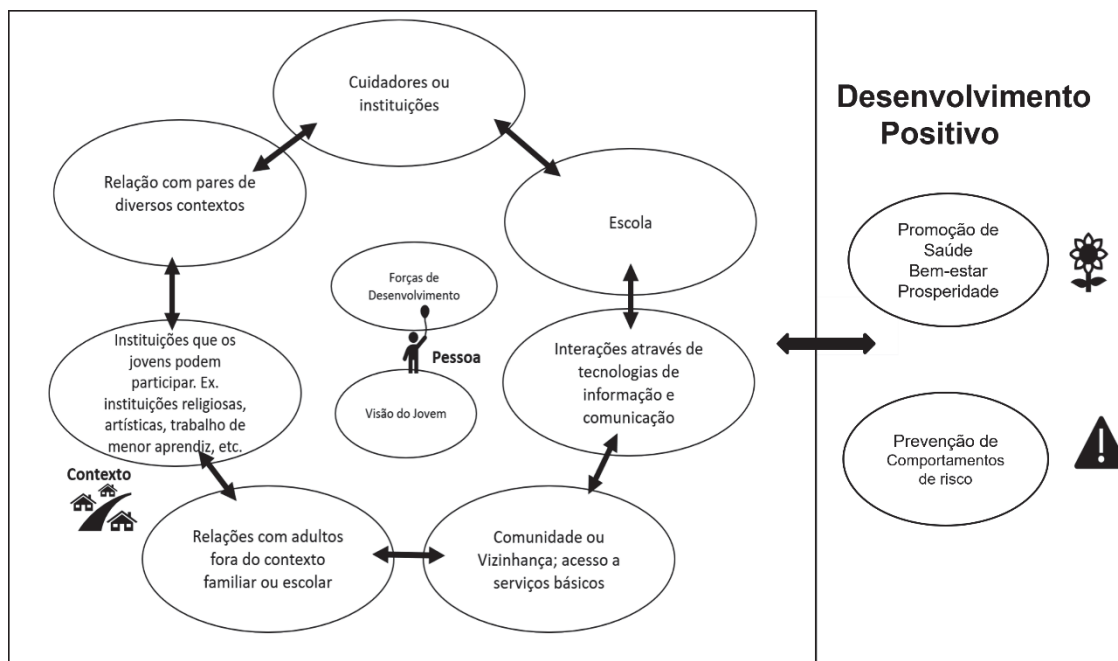 Cuidadores ou
instituições
Relação com pares de
diversos contextos
Escola
Forças de
Desenvolvimento
Pessoa
Visão do Jovem
Instituições que os
jovens podem
participar. Ex.
instituições religiosas,
artísticas, trabalho de
menor aprendiz, etc.
Interações através de
tecnologias de
informação e
comunicação
Contexto
Relações com adultos
fora do contexto
familiar ou escolar
Comunidade ou
Vizinhança; acesso a
serviços básicos
Desenvolvimento
Positivo
Promoção de
Saúde
Bem-estar
Prosperidade
Prevenção de
Comportamentos
de risco